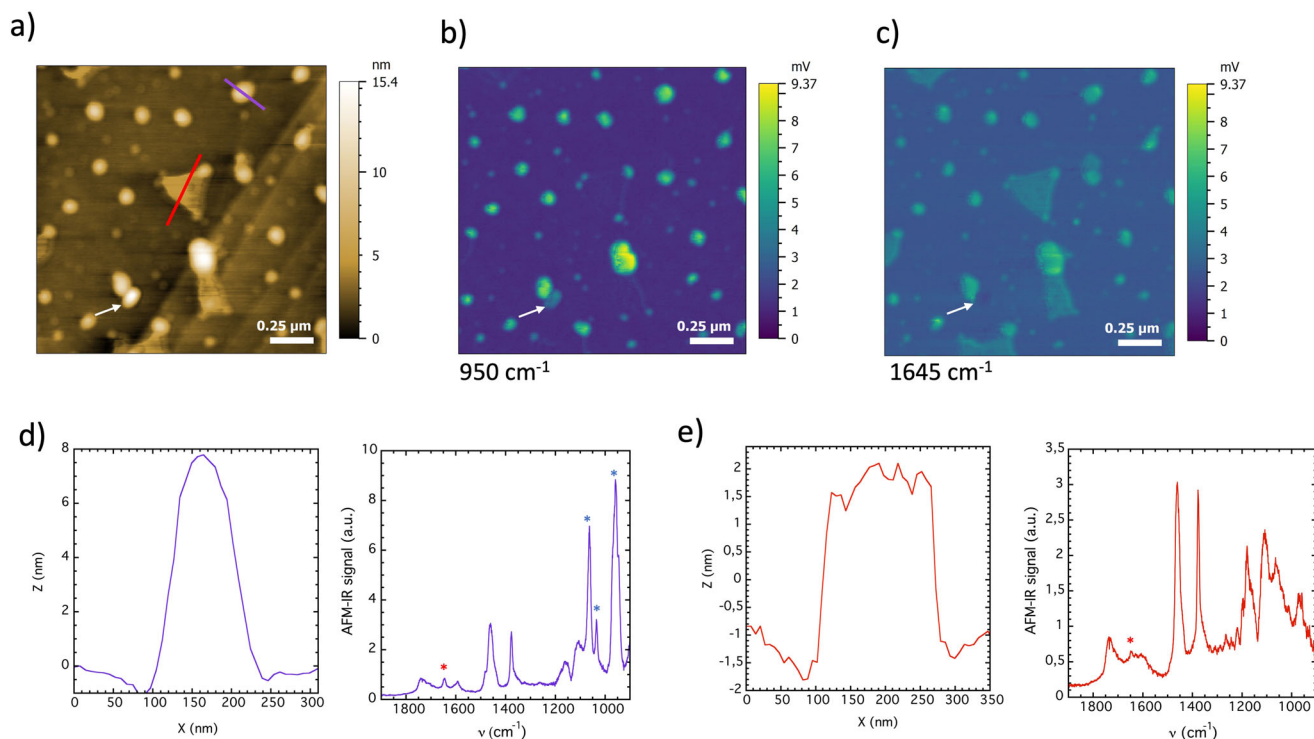 a)
nm
15.4
10
5
0
0.25 µm
b)
mV
9.37
8
7
6
5
4
3
2
1
0
0.25 µm
950 cm-1
c)
mV
9.37
8
7
6
5
4
3
2
1
0
0.25 µm
1645 cm-1
d)
8
6
4
2
0
Z (nm)
0 50 100 150 200 250 300
X (nm)
10
8
6
4
2
0
AFM-IR signal (a.u.)
* * * *
1800 1600 1400 1200 1000
ν (cm-1)
e)
2
1,5
1
0,5
0
-0,5
-1
-1,5
-2
Z (nm)
0 50 100 150 200 250 300 350
X (nm)
3,5
3
2,5
2
1,5
1
0,5
0
AFM-IR signal (a.u.)
*
1800 1600 1400 1200 1000
ν (cm-1)